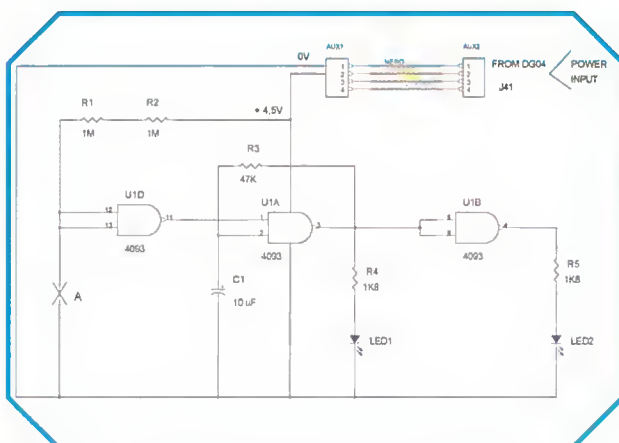 AUX1
AUX2
0V
NERO
FROM DG04
POWER
INPUT
J41
1
2
3
4
1
2
3
4
R1
R2
+ 4,5V
1M
1M
R3
47K
U1D
U1A
U1B
12
13
11
1
2
3
4
4093
4093
4093
C1
10 uF
R4
1K8
R5
1K8
A
LED1
LED2